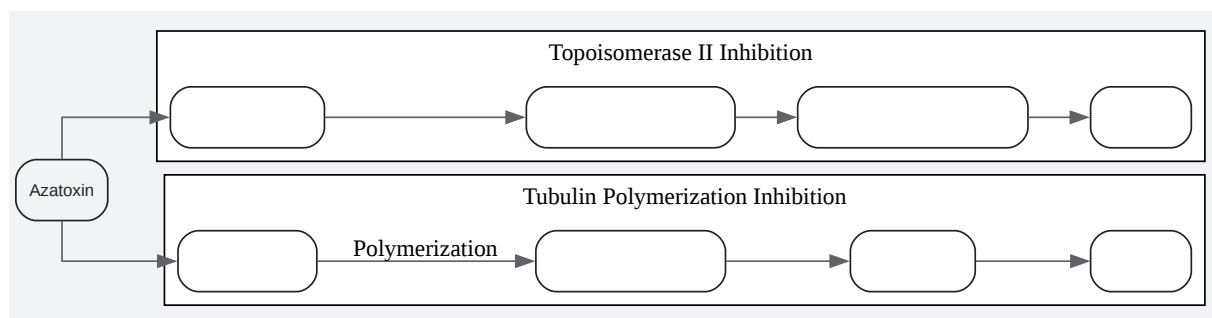 Topoisomerase II Inhibition
Azatoxin
Tubulin Polymerization Inhibition
Polymerization